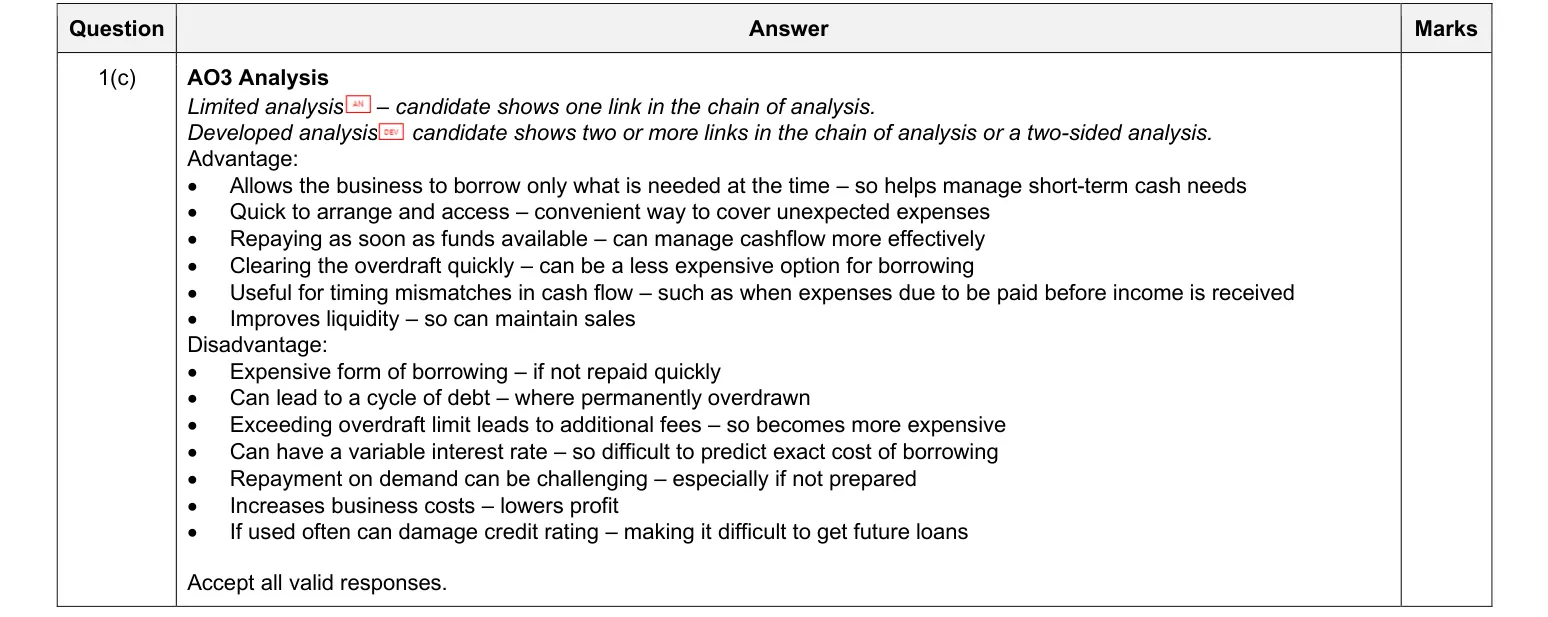 Question Answer Marks
1(c) AO3 Analysis
Limited analysis AN – candidate shows one link in the chain of analysis.
Developed analysis DEV candidate shows two or more links in the chain of analysis or a two-sided analysis.
Advantage:
• Allows the business to borrow only what is needed at the time – so helps manage short-term cash needs
• Quick to arrange and access – convenient way to cover unexpected expenses
• Repaying as soon as funds available – can manage cashflow more effectively
• Clearing the overdraft quickly – can be a less expensive option for borrowing
• Useful for timing mismatches in cash flow – such as when expenses due to be paid before income is received
• Improves liquidity – so can maintain sales
Disadvantage:
• Expensive form of borrowing – if not repaid quickly
• Can lead to a cycle of debt – where permanently overdrawn
• Exceeding overdraft limit leads to additional fees – so becomes more expensive
• Can have a variable interest rate – so difficult to predict exact cost of borrowing
• Repayment on demand can be challenging – especially if not prepared
• Increases business costs – lowers profit
• If used often can damage credit rating – making it difficult to get future loans
Accept all valid responses.